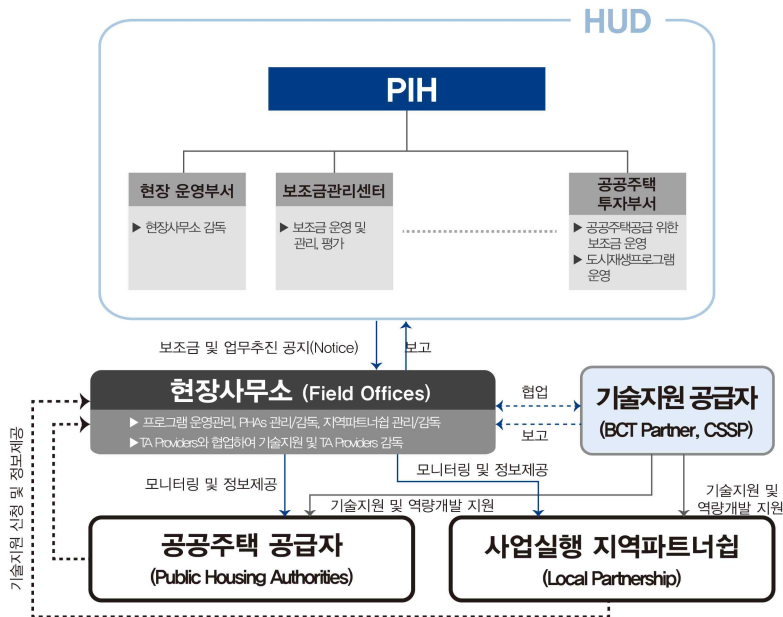 HUD
PIH
현장 운영부서
▶ 현장사무소 감독
보조금관리센터
▶ 보조금 운영 및
관리, 평가
공공주택
투자부서
▶ 공공주택공급 위한
보조금 운영
▶ 도시재생프로그램
운영
보조금 및 업무추진 공지(Notice)
보고
현장사무소 (Field Offices)
▶ 프로그램 운영관리, PHAs 관리/감독, 지역파트너쉽 관리/감독
▶ TA Providers와 협업하여 기술지원 및 TA Providers 감독
협업
보고
기술지원 공급자
(BCT Partner, CSSP)
모니터링 및 정보제공
모니터링 및 정보제공
기술지원 및 역량개발 지원
기술지원 및
역량개발 지원
기술지원 신청 및 정보제공
공공주택 공급자
(Public Housing Authorities)
사업실행 지역파트너쉽
(Local Partnership)